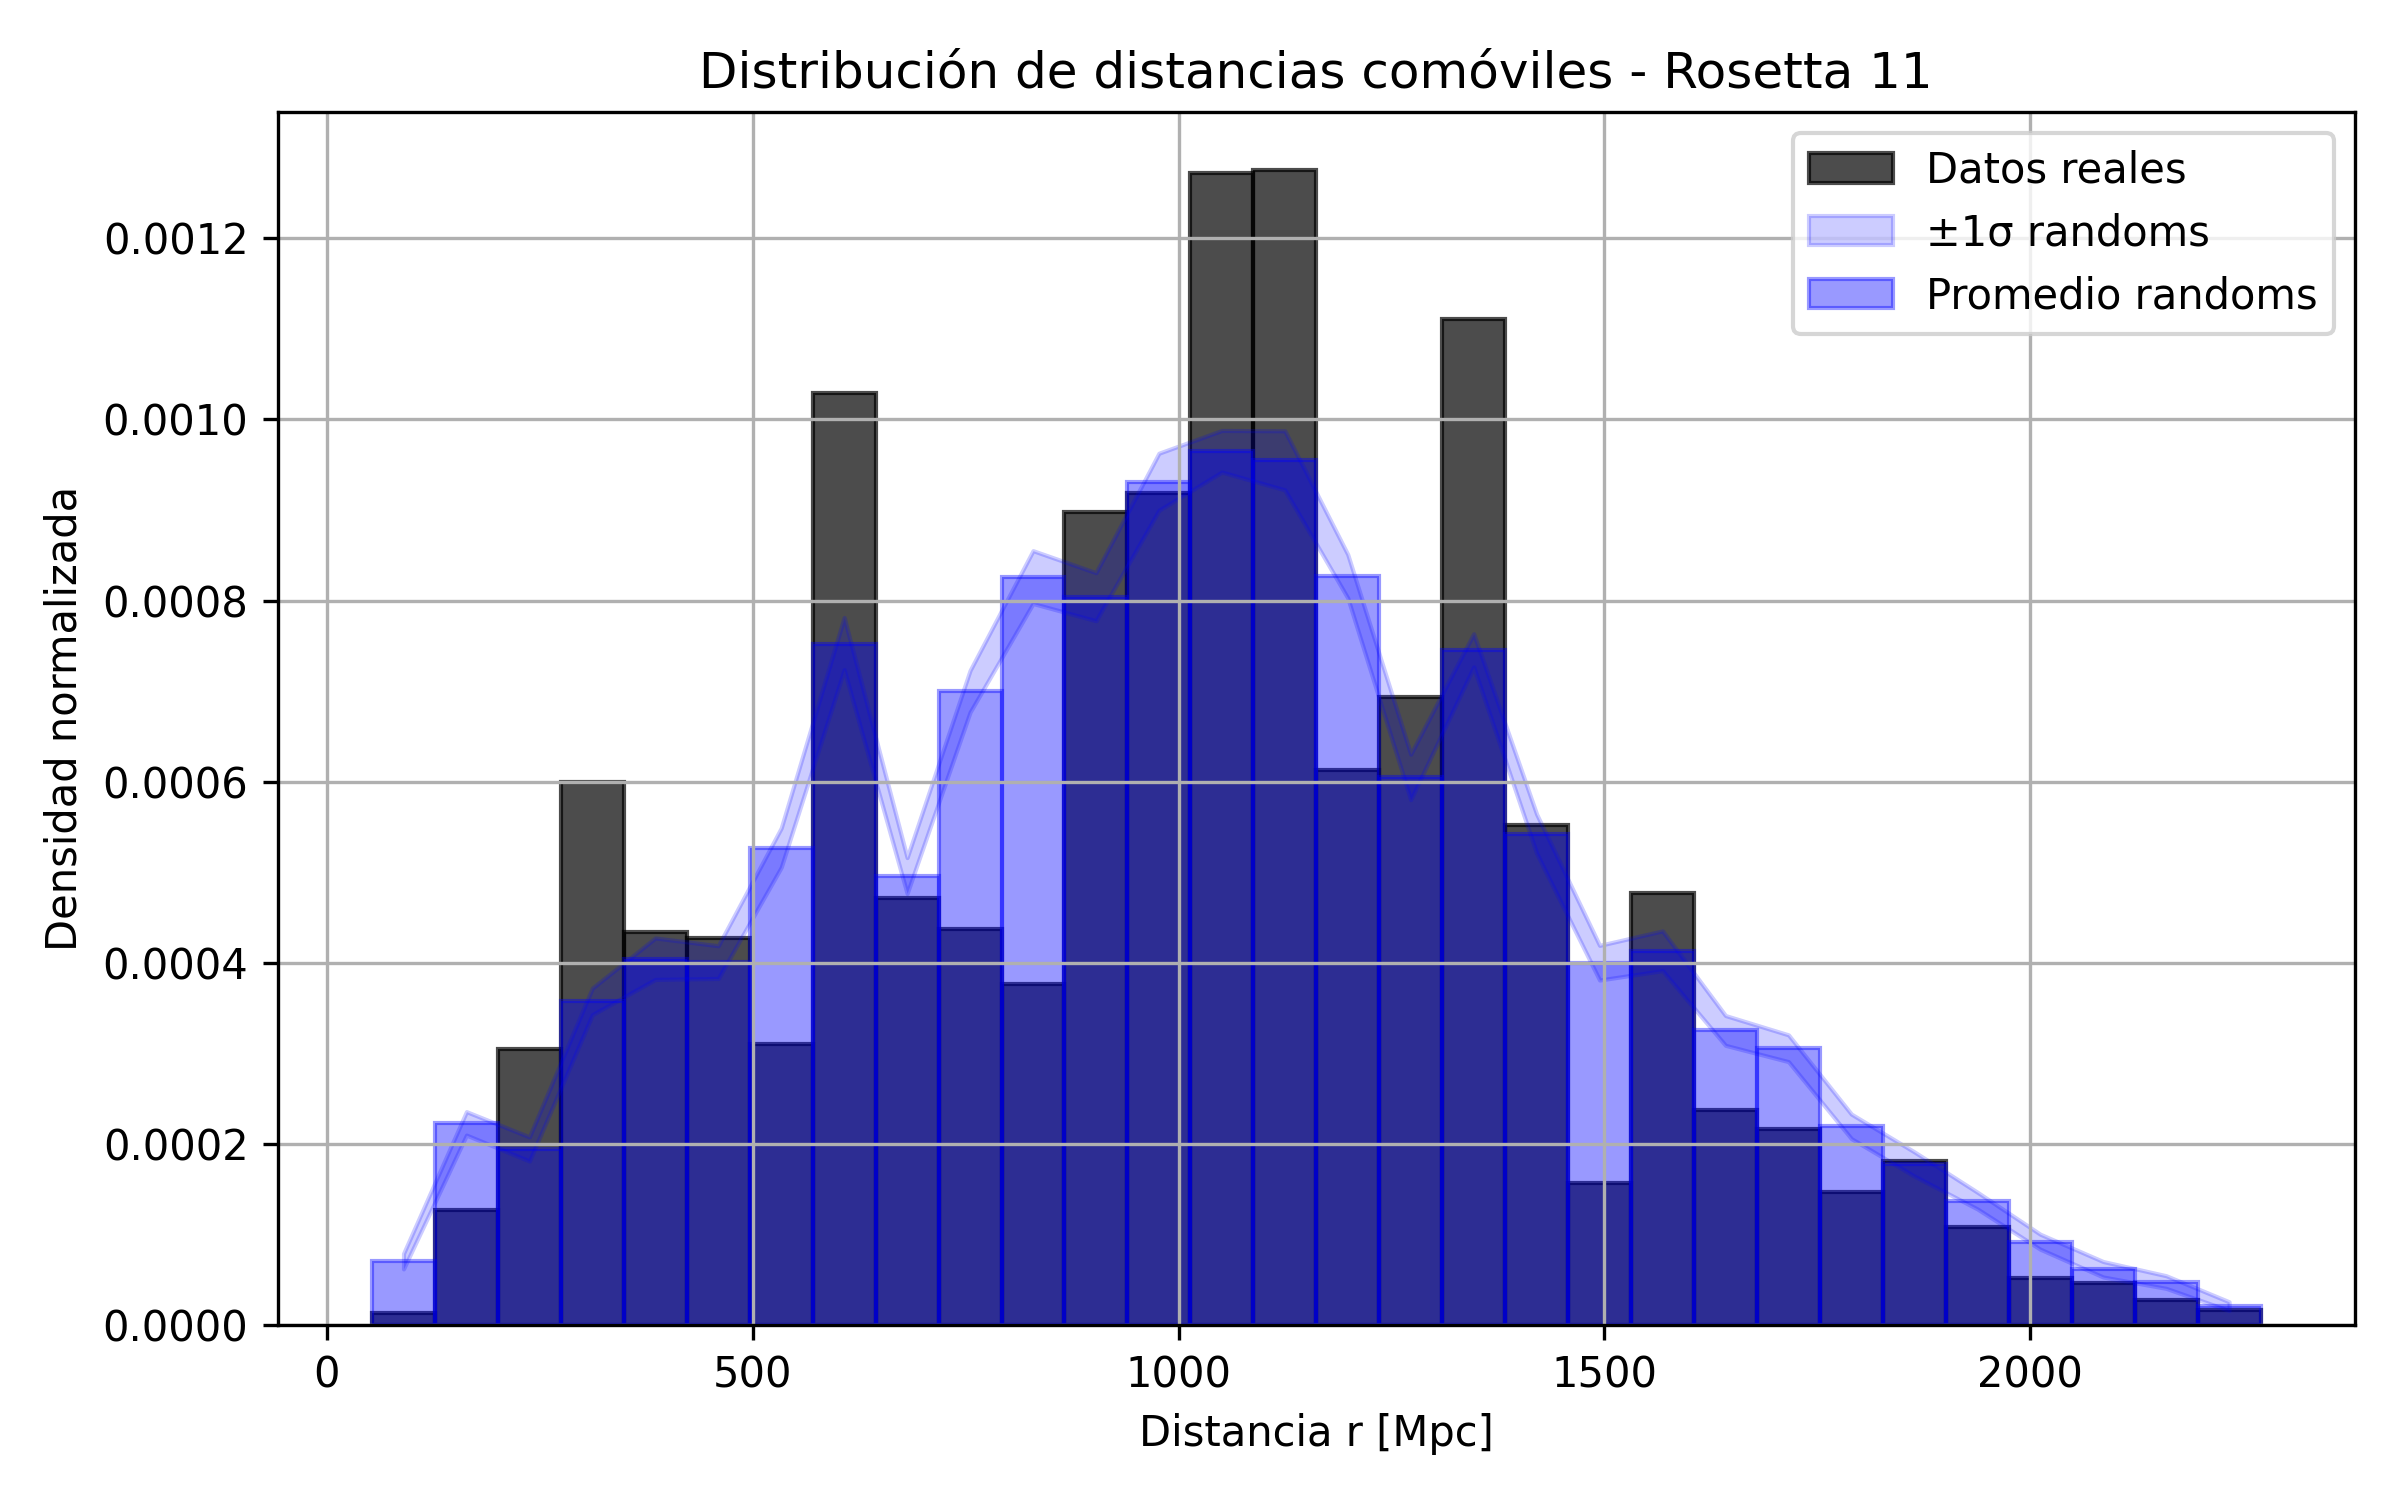 Distribución de distancias comóviles - Rosetta 11
Datos reales
±1σ randoms
Promedio randoms
Densidad normalizada
0.0012
0.0010
0.0008
0.0006
0.0004
0.0002
0.0000
0 500 1000 1500 2000
Distancia r [Mpc]